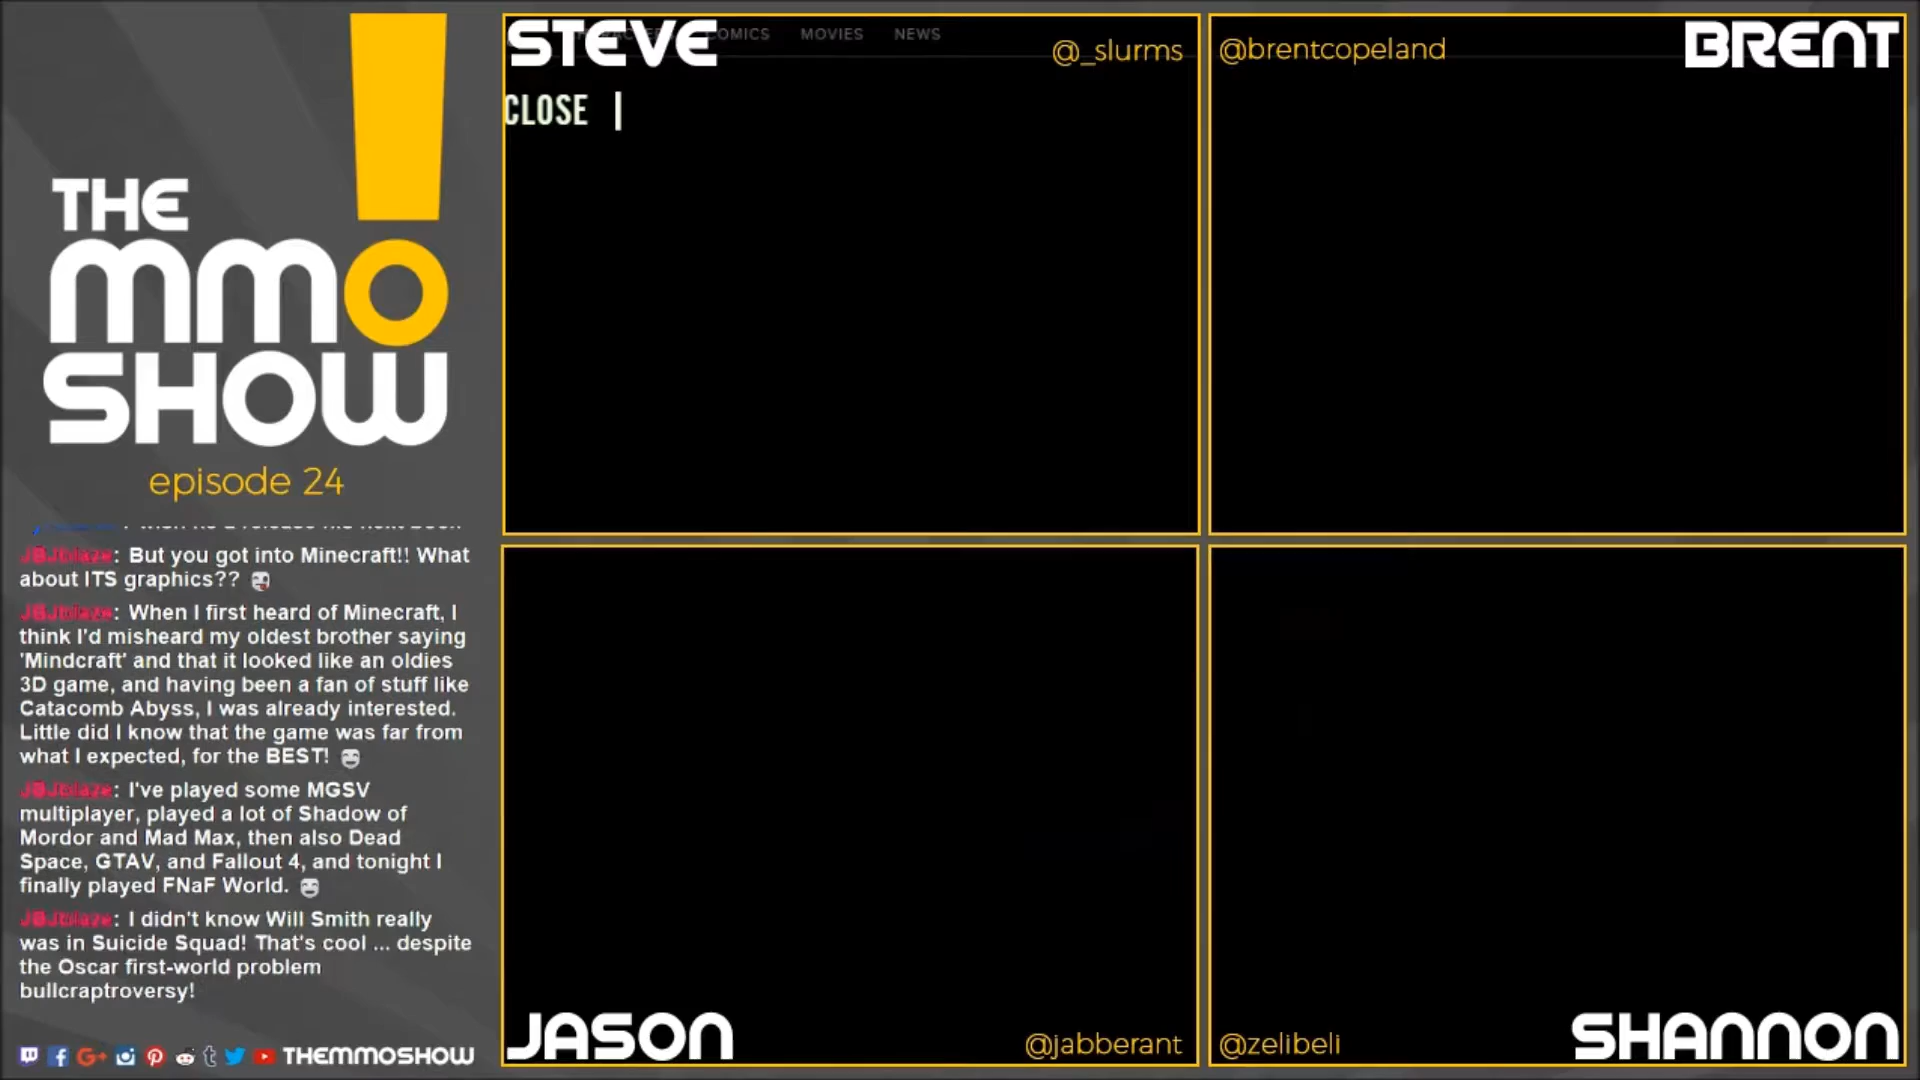 THE
MMO
SHOW
episode 24
JBJblaze: But you got into Minecraft!! What
about ITS graphics??
JBJblaze: When I first heard of Minecraft, I
think I'd misheard my oldest brother saying
'Mindcraft' and that it looked like an oldies
3D game, and having been a fan of stuff like
Catacomb Abyss, I was already interested.
Little did I know that the game was far from
what I expected, for the BEST!
JBJblaze: I've played some MGSV
multiplayer, played a lot of Shadow of
Mordor and Mad Max, then also Dead
Space, GTAV, and Fallout 4, and tonight I
finally played FNaF World.
JBJblaze: I didn't know Will Smith really
was in Suicide Squad! That's cool ... despite
the Oscar first-world problem
bullcraptroversy!
THEMMOSHOW
STEVE
COMICS MOVIES NEWS
@_slurms
CLOSE |
@brentcopeland
BRENT
JASON
@jabberant
@zelibeli
SHANNON